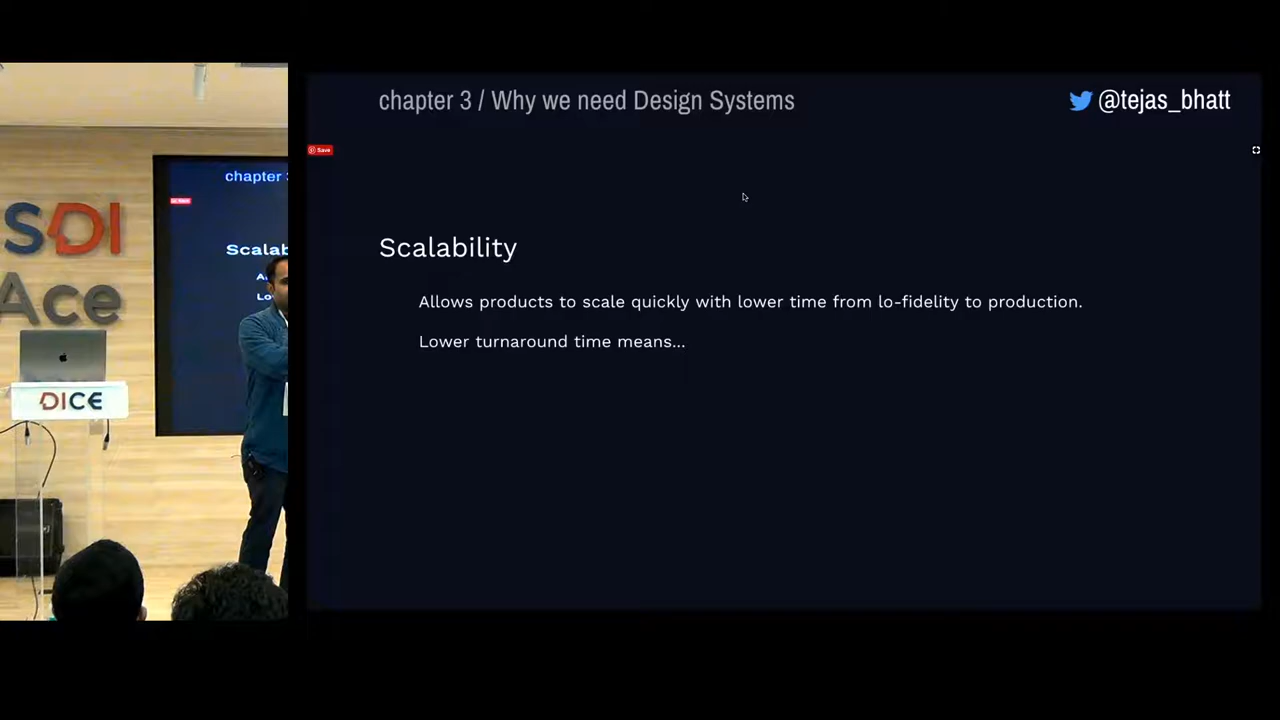 chapter 3 / Why we need Design Systems
@tejas_bhatt
Save
Scalability
Allows products to scale quickly with lower time from lo-fidelity to production.
Lower turnaround time means...
SDI
Ace
DICE
chapter
Scalab
Lo